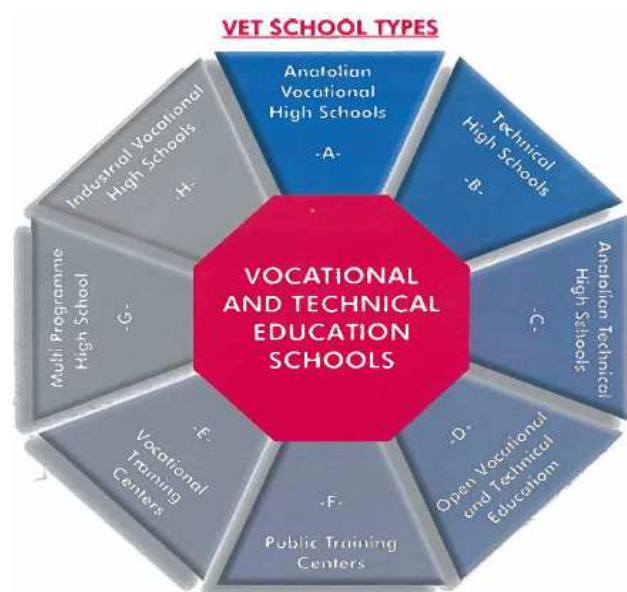 VET SCHOOL TYPES
Anatolian
Vocational
High Schools
-A-
Technical
High Schools
-B-
Anatolian Technical
High Schools
-C-
-D-
Open Vocational
and Technical
Education
-F-
Public Training
Centers
-E-
Vocational
Training
Centers
Multi Programme
High School
-G-
Industrial Vocational
High Schools
-H-
VOCATIONAL
AND TECHNICAL
EDUCATION
SCHOOLS